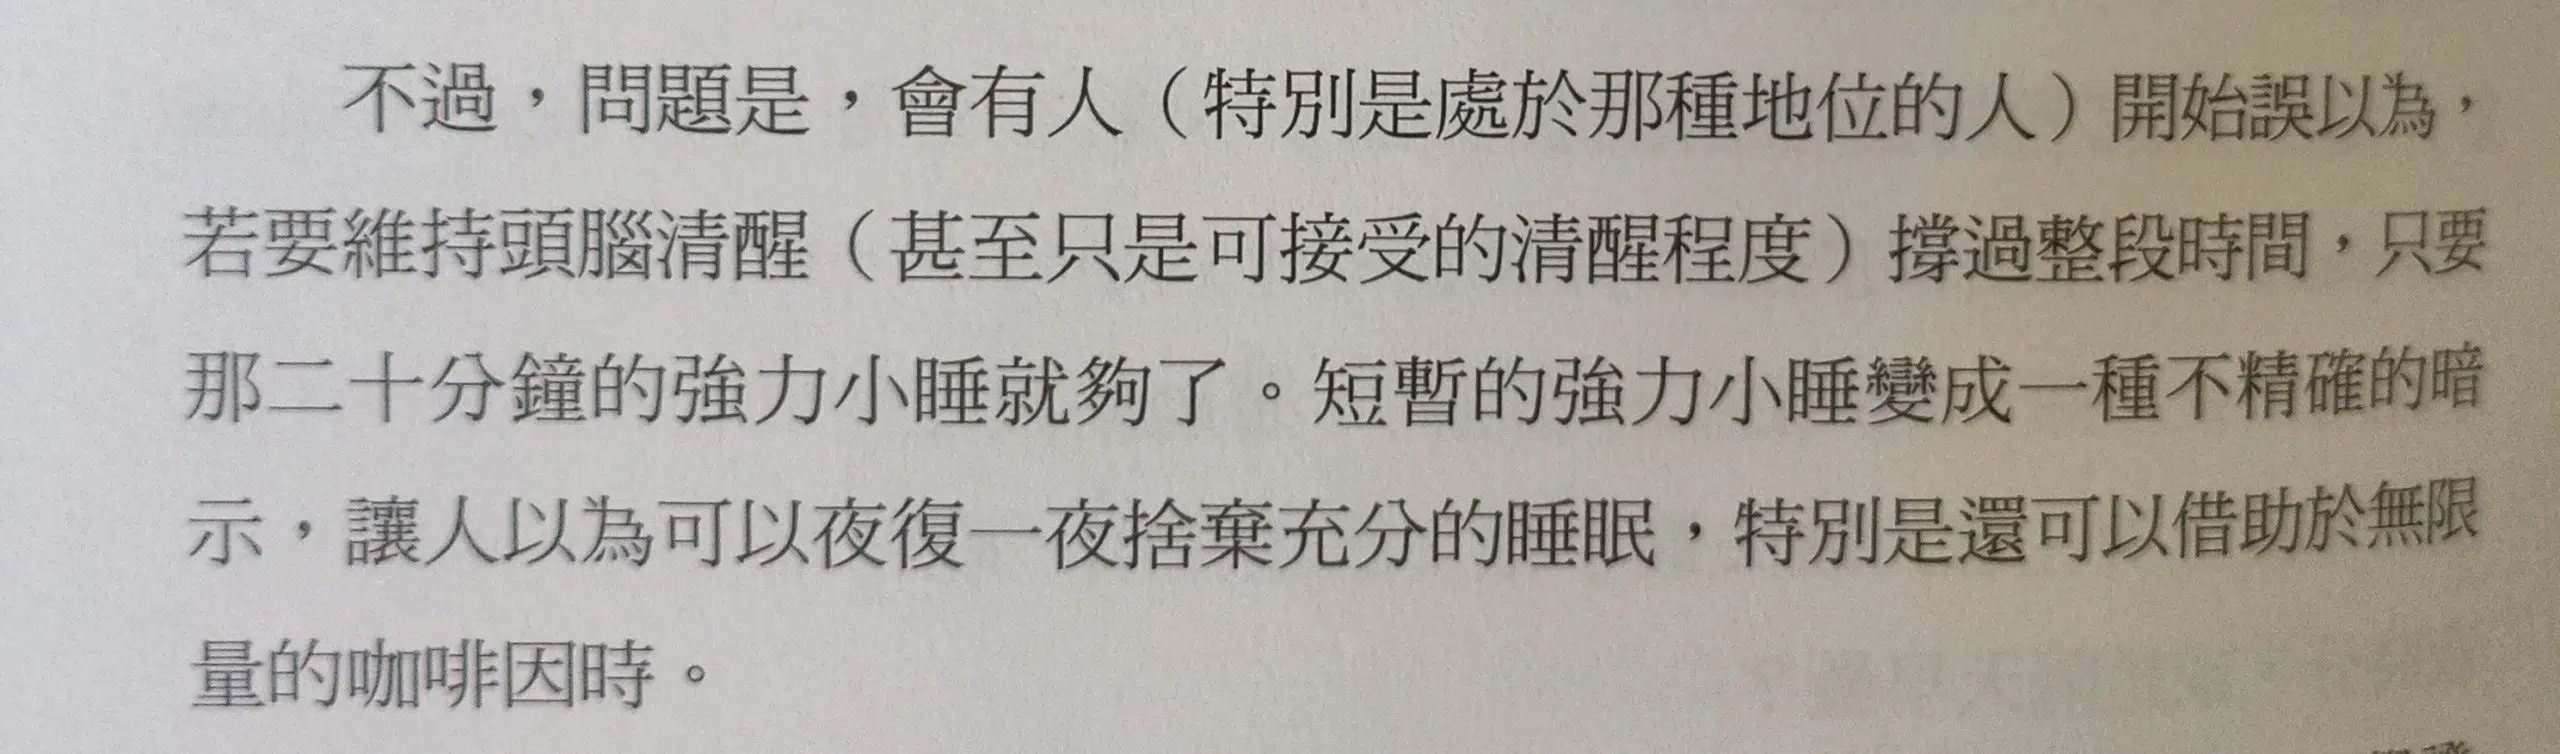 不過，問題是，會有人（特別是處於那種地位的人）開始誤以為，
若要維持頭腦清醒（甚至只是可接受的清醒程度）撐過整段時間，只要
那二十分鐘的強力小睡就夠了。短暫的強力小睡變成一種不精確的暗
示，讓人以為可以夜復一夜捨棄充分的睡眠，特別是還可以借助於無限
量的咖啡因時。